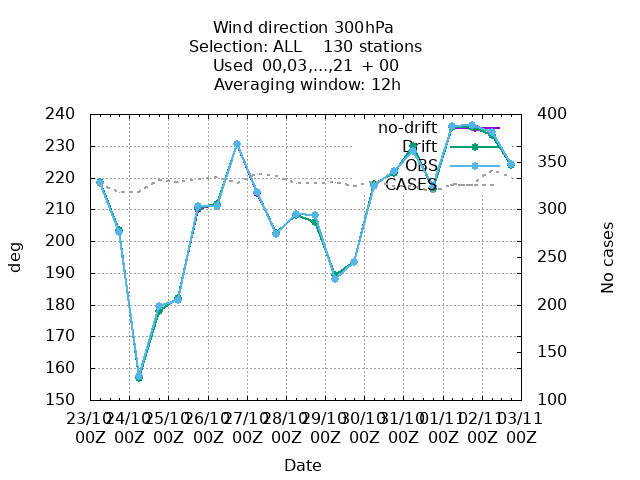 Wind direction 300hPa
Selection: ALL    130 stations
Used  00,03,...,21  + 00
Averaging window: 12h
240
230
220
210
200
190
180
170
160
150
deg
400
350
300
250
200
150
100
No cases
no-drift
Drift
OBS
CASES
23/10 24/10 25/10 26/10 27/10 28/10 29/10 30/10 31/10 01/11 02/11 03/11
00Z 00Z 00Z 00Z 00Z 00Z 00Z 00Z 00Z 00Z 00Z 00Z
Date